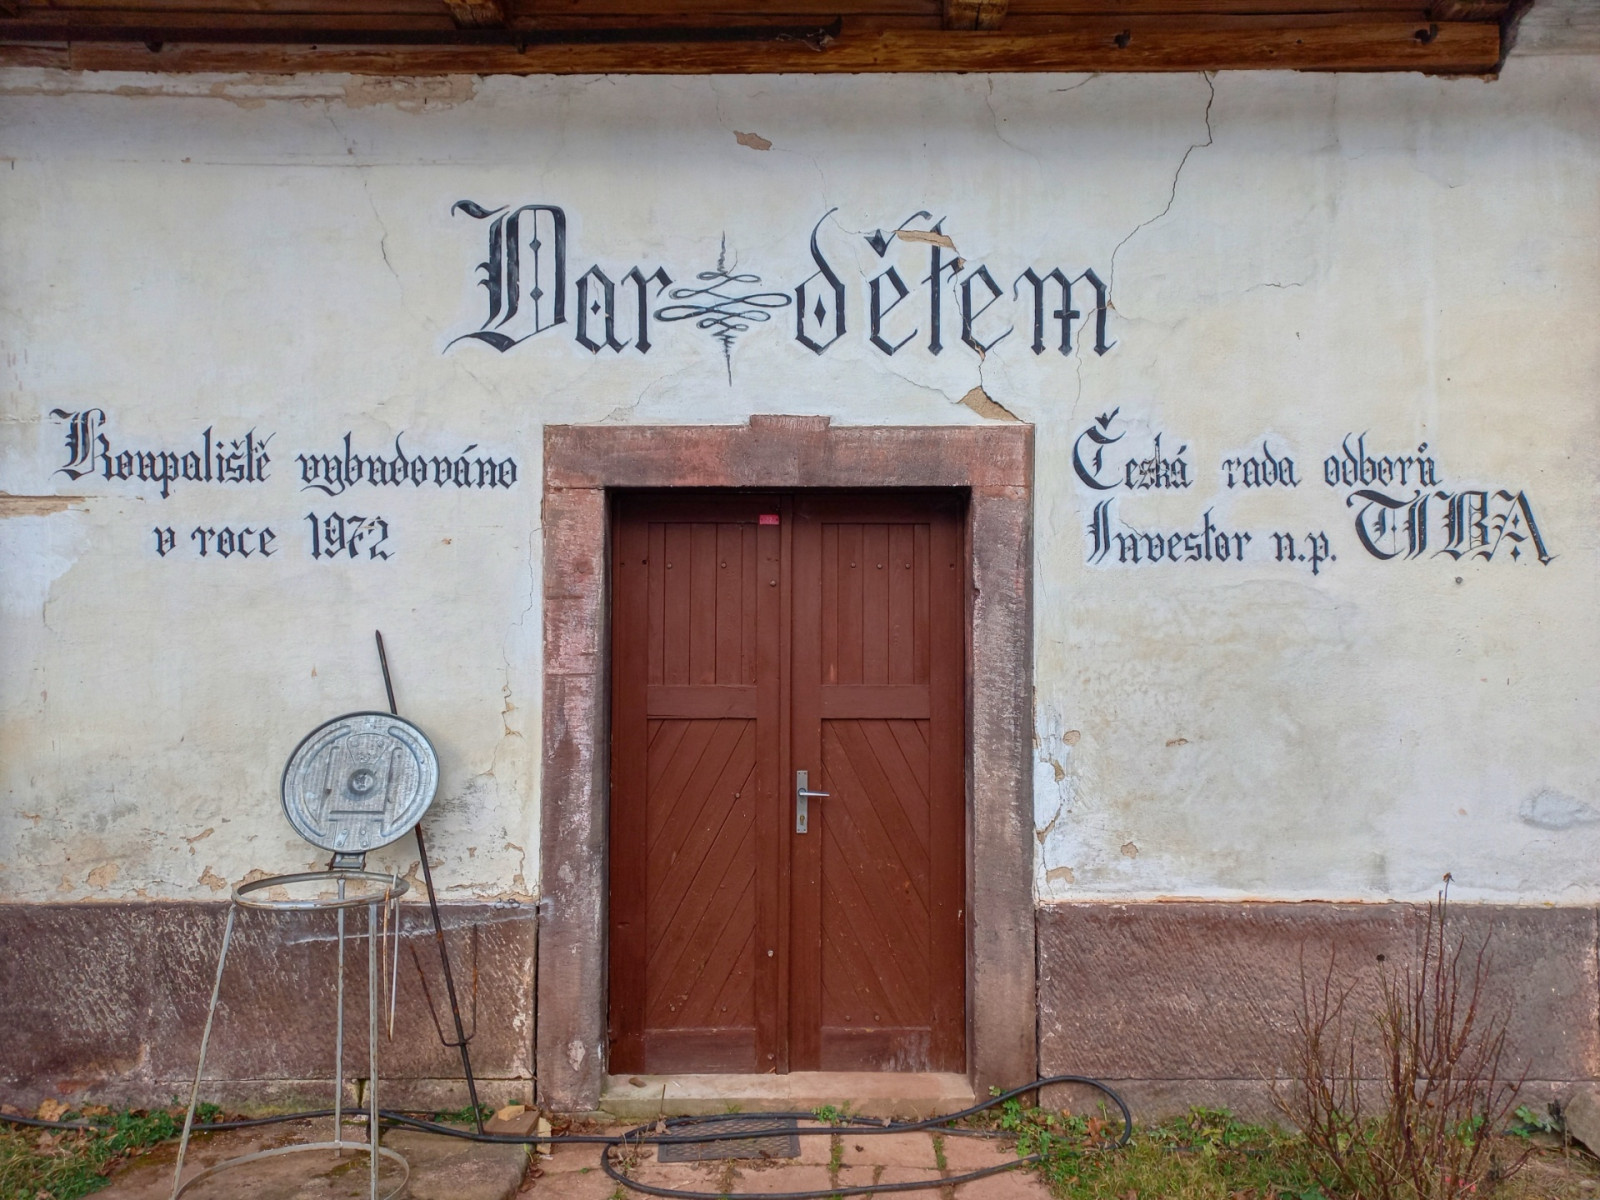 Dar dětem
Koupaliště vybudováno
v roce 1972
Česká rada odborů
Investor n.p. TIBA